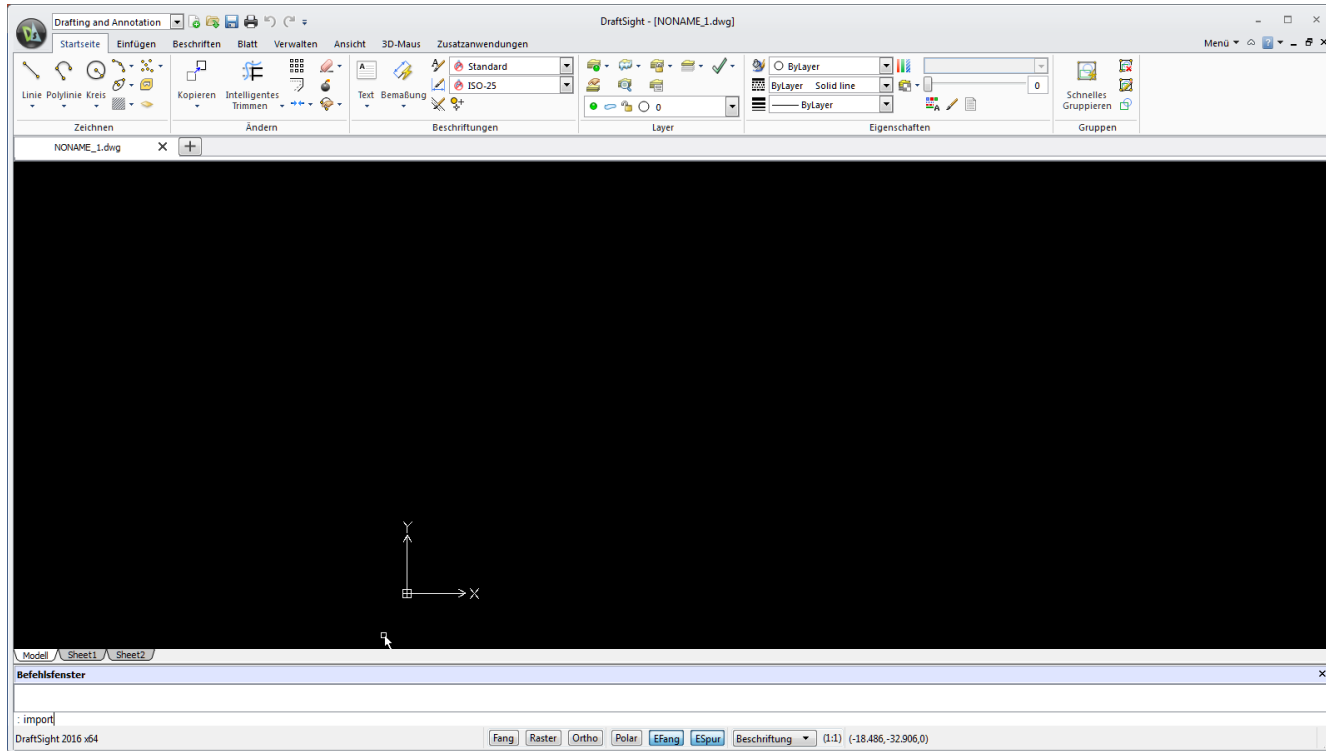 Drafting and Annotation
DraftSight - [NONAME_1.dwg]
Startseite Einfügen Beschriften Blatt Verwalten Ansicht 3D-Maus Zusatzanwendungen Menü
Linie Polylinie Kreis
Kopieren Intelligentes Trimmen
Text Bemaßung
Standard
ISO-25
0
ByLayer
ByLayer Solid line
ByLayer
0
Schnelles Gruppieren
Zeichnen Ändern Beschriftungen Layer Eigenschaften Gruppen
NONAME_1.dwg
Y
X
Modell Sheet1 Sheet2
Befehlsfenster
: import
DraftSight 2016 x64 Fang Raster Ortho Polar EFang ESpur Beschriftung (1:1) (-18.486,-32.906,0)